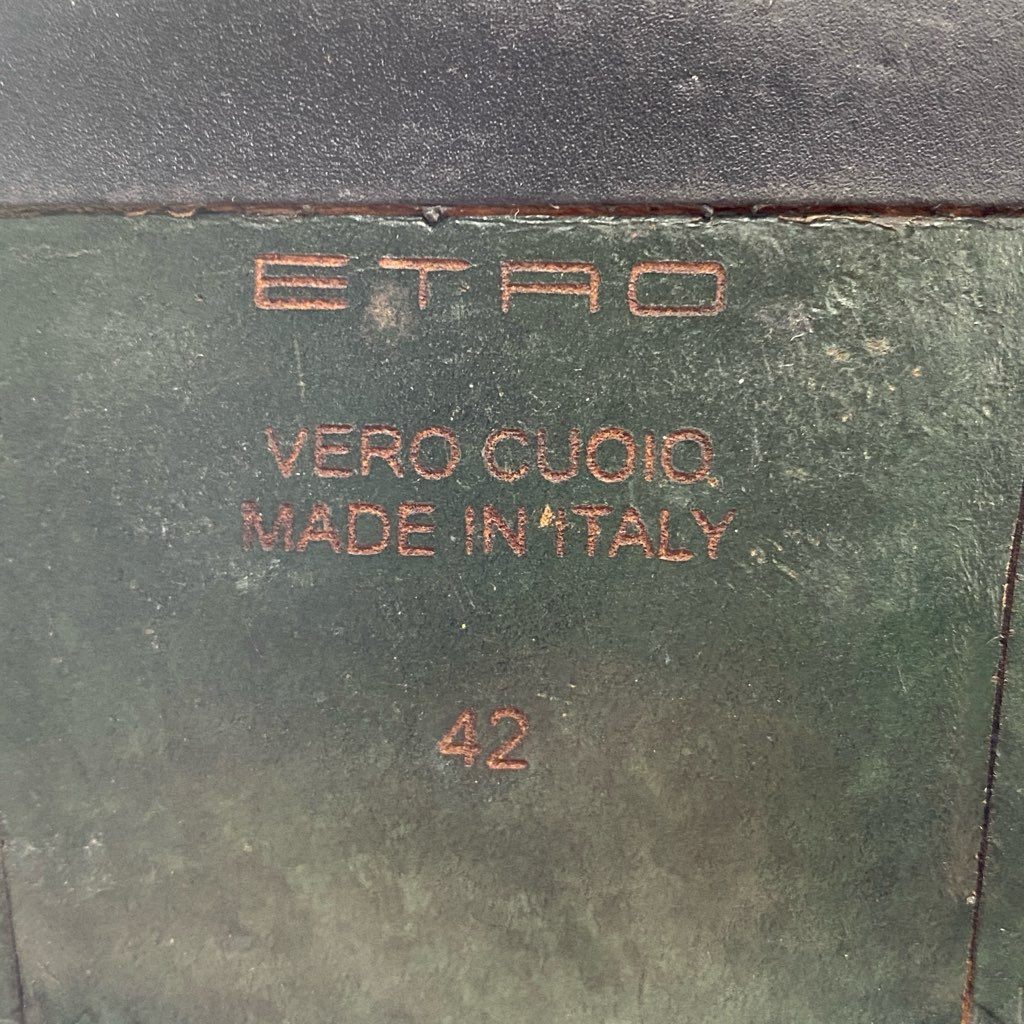 ETRO
VERO CUOIO
MADE IN ITALY
42